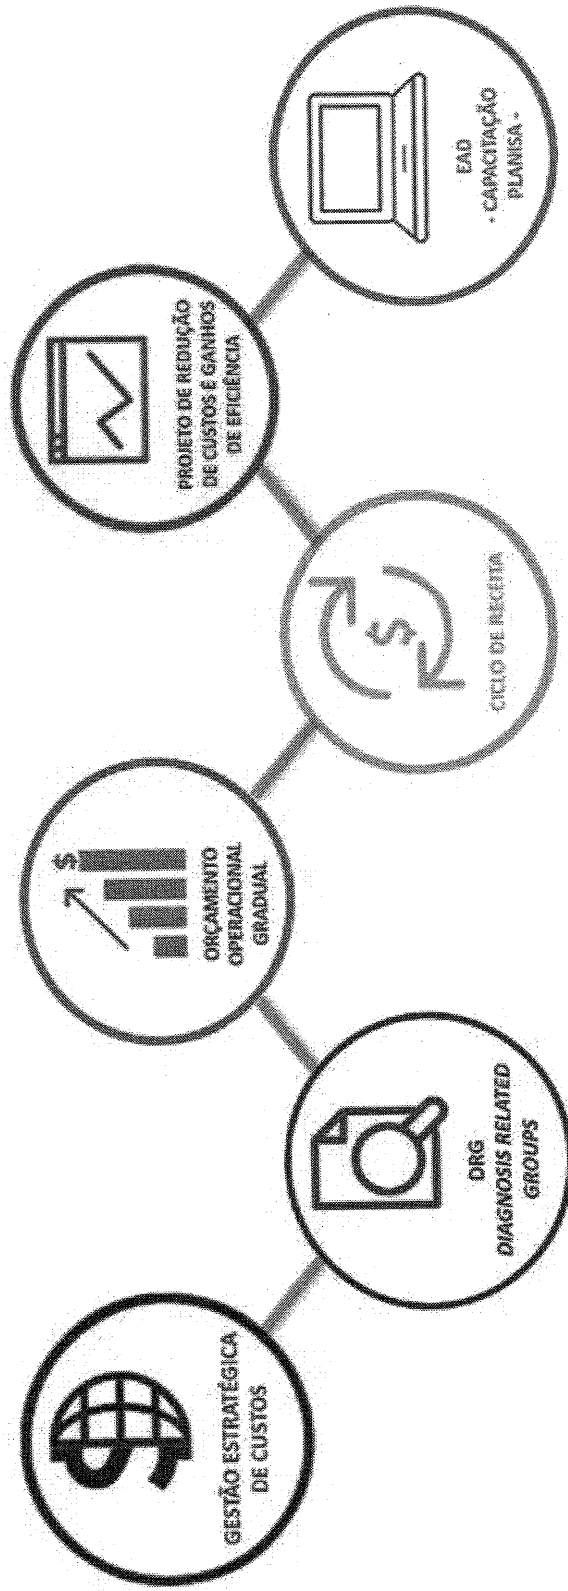 GESTÃO ESTRATÉGICA
DE CUSTOS
DRG
DIAGNOSIS RELATED
GROUPS
$
ORÇAMENTO
OPERACIONAL
GRADUAL
$
CICLO DE RECEITA
PROJETO DE REDUÇÃO
DE CUSTOS E GANHOS
DE EFICIÊNCIA
EAD
- CAPACITAÇÃO
PLANISA -